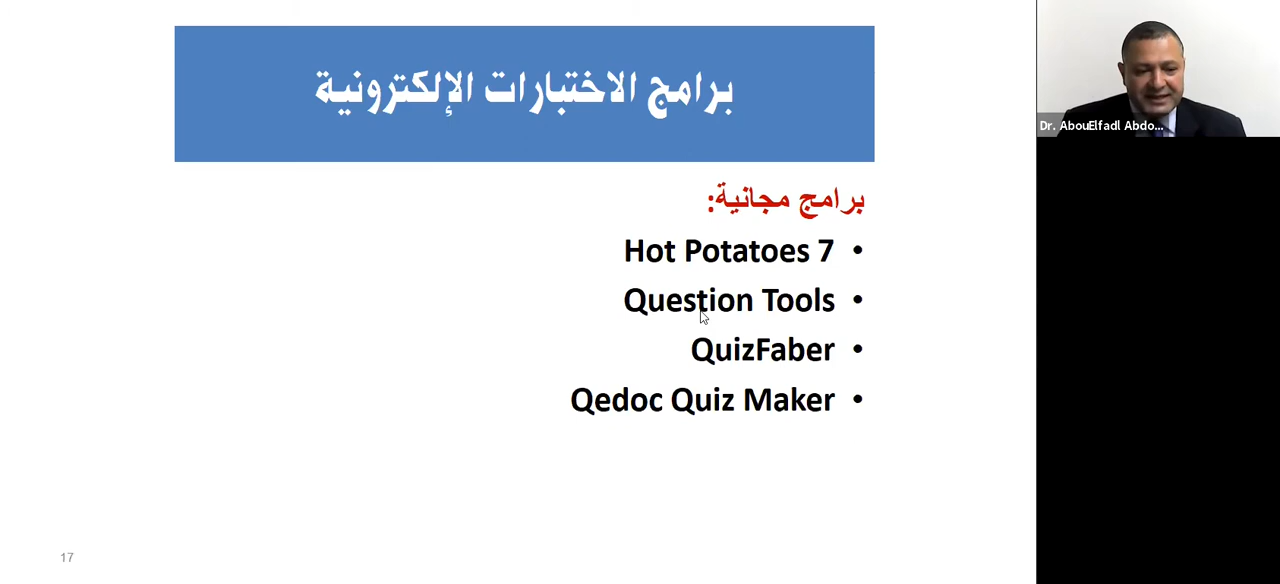 برامج الاختبارات الإلكترونية
برامج مجانية:
• Hot Potatoes 7
• Question Tools
• QuizFaber
• Qedoc Quiz Maker
17
Dr. AbouElfadl Abdo...